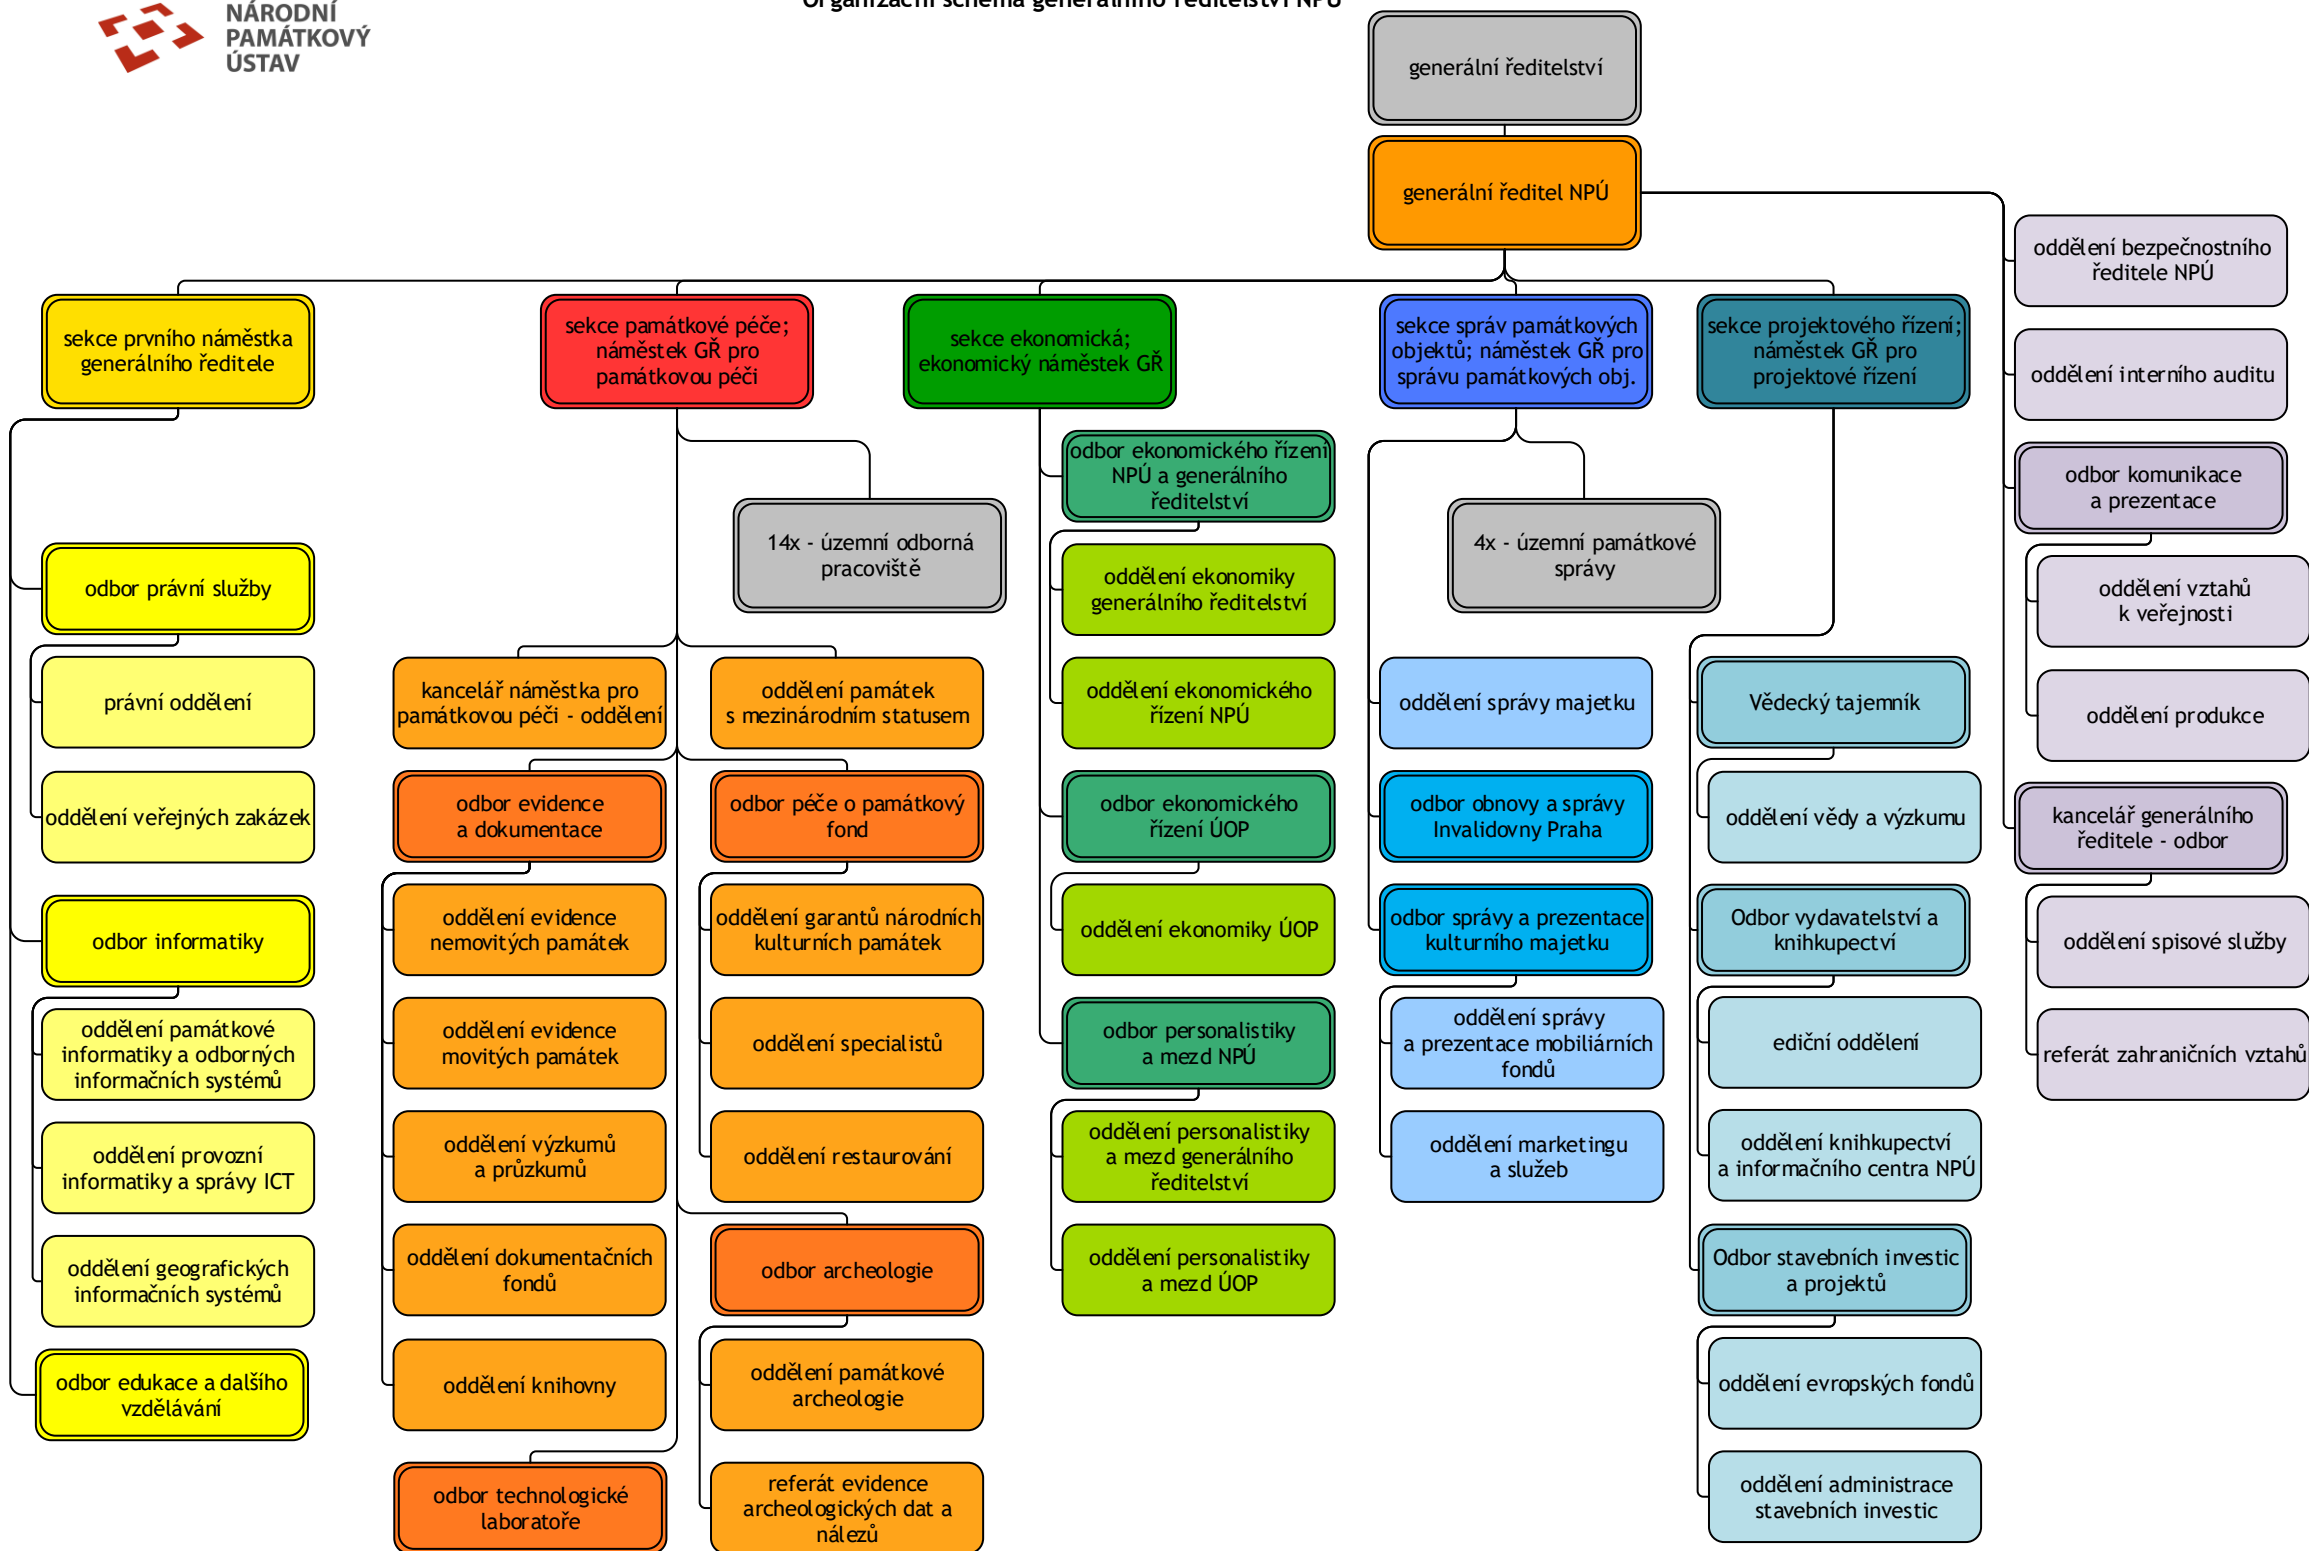 NÁRODNÍ
PAMÁTKOVÝ
ÚSTAV
Organizační schéma generálního ředitelství NPÚ
generální ředitelství
generální ředitel NPÚ
oddělení bezpečnostního
ředitele NPÚ
oddělení interního auditu
odbor komunikace
a prezentace
oddělení vztahů
k veřejnosti
oddělení produkce
kancelář generálního
ředitele - odbor
oddělení spisové služby
referát zahraničních vztahů
sekce prvního náměstka
generálního ředitele
odbor právní služby
právní oddělení
oddělení veřejných zakázek
odbor informatiky
oddělení památkové
informatiky a odborných
informačních systémů
oddělení provozní
informatiky a správy ICT
oddělení geografických
informačních systémů
odbor edukace a dalšího
vzdělávání
sekce památkové péče;
náměstek GŘ pro
památkovou péči
14x - územní odborná
pracoviště
kancelář náměstka pro
památkovou péči - oddělení
oddělení památek
s mezinárodním statusem
odbor evidence
a dokumentace
oddělení evidence
nemovitých památek
oddělení evidence
movitých památek
oddělení výzkumů
a průzkumů
oddělení dokumentačních
fondů
oddělení knihovny
odbor technologické
laboratoře
odbor péče o památkový
fond
oddělení garantů národních
kulturních památek
oddělení specialistů
oddělení restaurování
odbor archeologie
oddělení památkové
archeologie
referát evidence
archeologických dat a
nálezů
sekce ekonomická;
ekonomický náměstek GŘ
odbor ekonomického řízení
NPÚ a generálního
ředitelství
oddělení ekonomiky
generálního ředitelství
oddělení ekonomického
řízení NPÚ
odbor ekonomického
řízení ÚOP
oddělení ekonomiky ÚOP
odbor personalistiky
a mezd NPÚ
oddělení personalistiky
a mezd generálního
ředitelství
oddělení personalistiky
a mezd ÚOP
sekce správ památkových
objektů; náměstek GŘ pro
správu památkových obj.
4x - územní památkové
správy
oddělení správy majetku
odbor obnovy a správy
Invalidovny Praha
odbor správy a prezentace
kulturního majetku
oddělení správy
a prezentace mobiliárních
fondů
oddělení marketingu
a služeb
sekce projektového řízení;
náměstek GŘ pro
projektové řízení
Vědecký tajemník
oddělení vědy a výzkumu
Odbor vydavatelství a
knihkupectví
ediční oddělení
oddělení knihkupectví
a informačního centra NPÚ
Odbor stavebních investic
a projektů
oddělení evropských fondů
oddělení administrace
stavebních investic